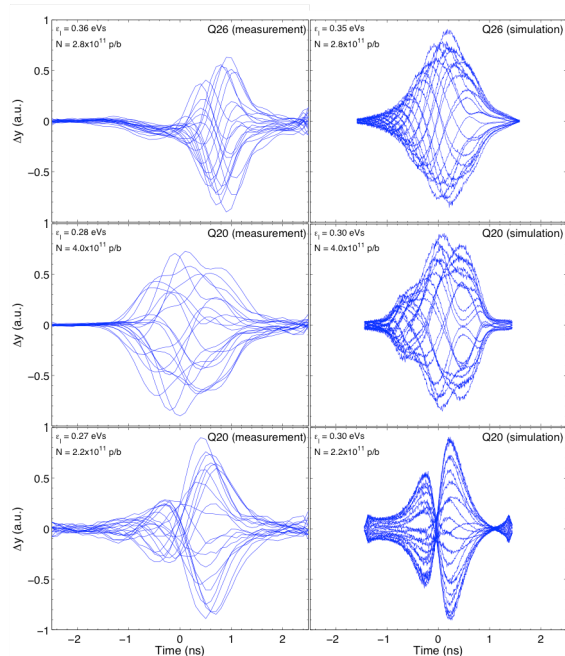 ε_l = 0.36 eVs Q26 (measurement)
N = 2.8x10^11 p/b
ε_l = 0.35 eVs Q26 (simulation)
N = 2.8x10^11 p/b
1
0.5
0
−0.5
Δy (a.u.)
1
ε_l = 0.28 eVs Q20 (measurement)
N = 4.0x10^11 p/b
ε_l = 0.30 eVs Q20 (simulation)
N = 4.0x10^11 p/b
0.5
0
−0.5
Δy (a.u.)
1
ε_l = 0.27 eVs Q20 (measurement)
N = 2.2x10^11 p/b
ε_l = 0.30 eVs Q20 (simulation)
N = 2.2x10^11 p/b
0.5
0
−0.5
−1
Δy (a.u.)
−2 −1 0 1 2
Time (ns)
−2 −1 0 1 2
Time (ns)